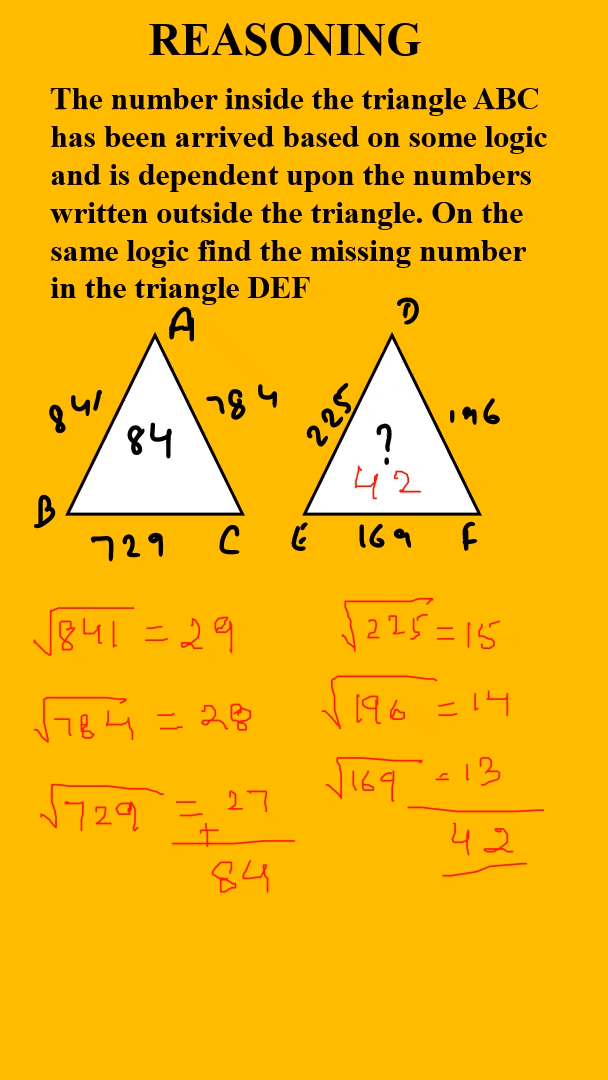 REASONING
The number inside the triangle ABC
has been arrived based on some logic
and is dependent upon the numbers
written outside the triangle. On the
same logic find the missing number
in the triangle DEF
A
841
784
84
B
729
C
D
225
196
?
42
E
169
F
√841 = 29
√784 = 28
√729 = 27
+
84
√225 = 15
√196 = 14
√169 = 13
42